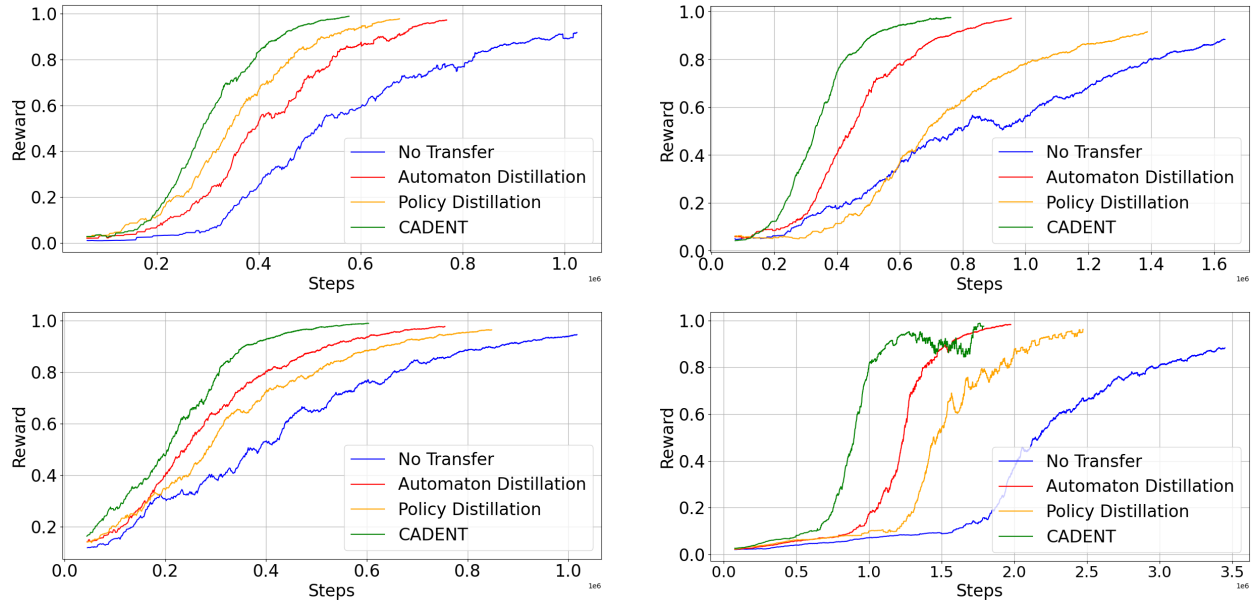 1.0
0.8
0.6
0.4
0.2
0.0
Reward
No Transfer
Automaton Distillation
Policy Distillation
CADENT
0.2 0.4 0.6 0.8 1.0
Steps
1e6
1.0
0.8
0.6
0.4
0.2
0.0
Reward
No Transfer
Automaton Distillation
Policy Distillation
CADENT
0.0 0.2 0.4 0.6 0.8 1.0 1.2 1.4 1.6
Steps
1e6
1.0
0.8
0.6
0.4
0.2
Reward
No Transfer
Automaton Distillation
Policy Distillation
CADENT
0.0 0.2 0.4 0.6 0.8 1.0
Steps
1e6
1.0
0.8
0.6
0.4
0.2
0.0
Reward
No Transfer
Automaton Distillation
Policy Distillation
CADENT
0.0 0.5 1.0 1.5 2.0 2.5 3.0 3.5
Steps
1e6